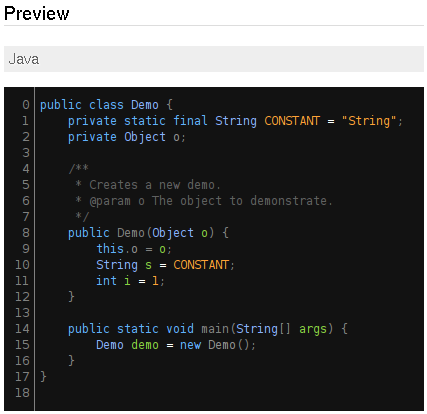 Preview
Java
0 public class Demo {
1     private static final String CONSTANT = "String";
2     private Object o;
3
4     /**
5      * Creates a new demo.
6      * @param o The object to demonstrate.
7      */
8     public Demo(Object o) {
9         this.o = o;
10         String s = CONSTANT;
11         int i = 1;
12     }
13
14     public static void main(String[] args) {
15         Demo demo = new Demo();
16     }
17 }
18